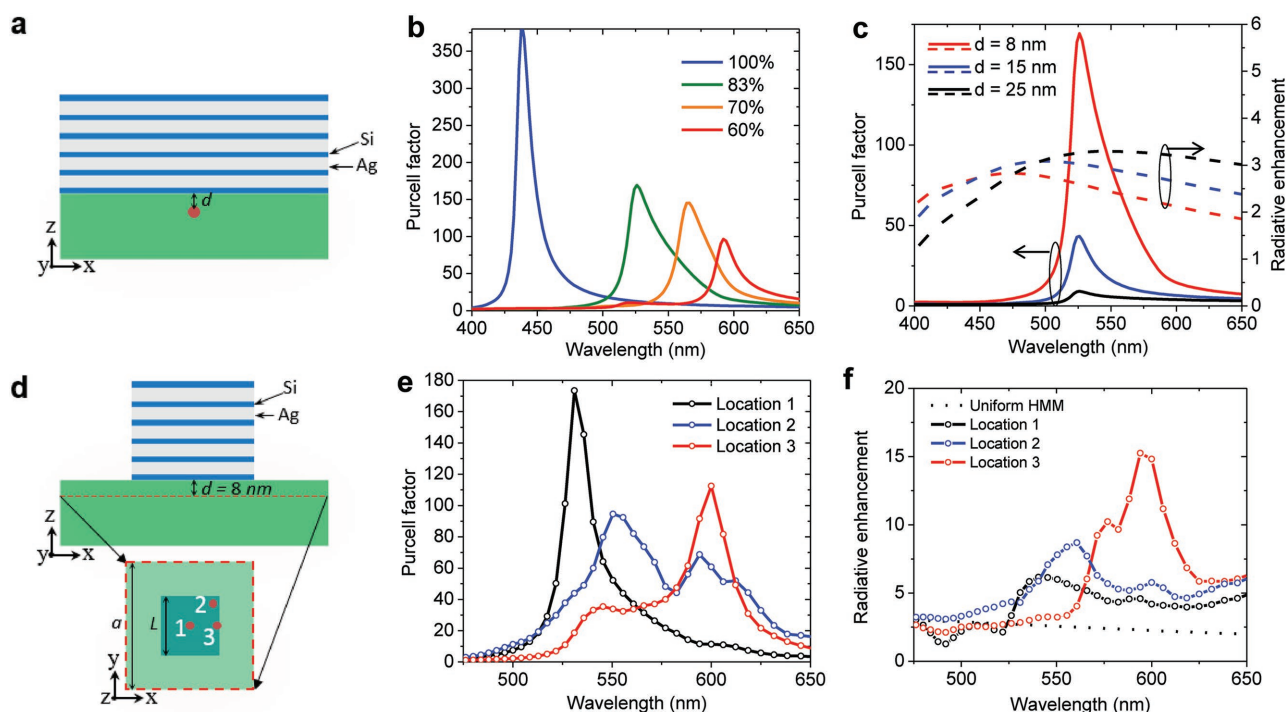 a
Si
Ag
d
z
y
x
b
Purcell factor
350
300
250
200
150
100
50
0
100%
83%
70%
60%
400 450 500 550 600 650
Wavelength (nm)
c
Purcell factor
150
100
50
0
d = 8 nm
d = 15 nm
d = 25 nm
6
5
4
3
2
1
0
Radiative enhancement
400 450 500 550 600 650
Wavelength (nm)
d
Si
Ag
d = 8 nm
z
y
x
a
L
1
2
3
y
z
x
e
Purcell factor
180
160
140
120
100
80
60
40
20
0
Location 1
Location 2
Location 3
500 550 600 650
Wavelength (nm)
f
Radiative enhancement
20
15
10
5
0
Uniform HMM
Location 1
Location 2
Location 3
500 550 600 650
Wavelength (nm)